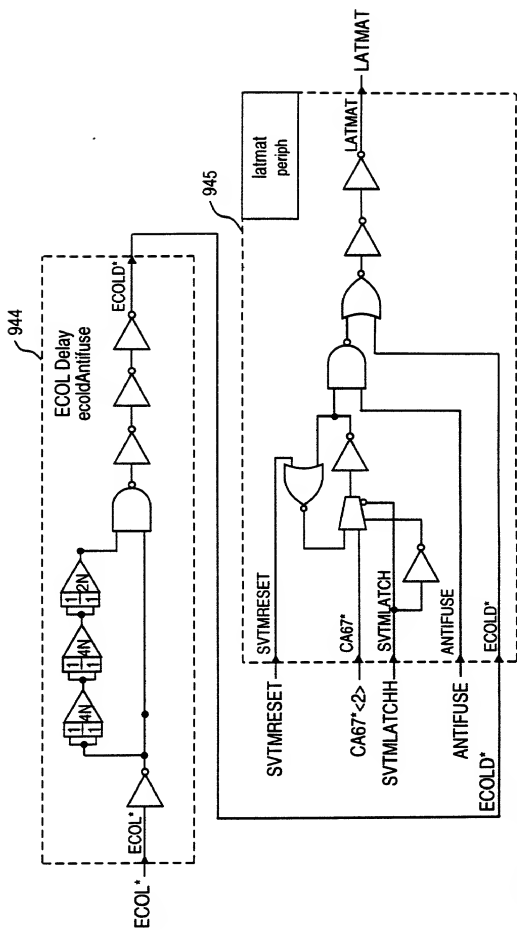 944
ECOL Delay
ecoldAntifuse
1
1
4N
1
1
4N
1
1
2N
ECOL*
ECOL*
ECOLD*
945
latmat
periph
SVTMRESET
SVTMRESET
CA67*<2>
CA67*
SVTMLATCHH
SVTMLATCH
ANTIFUSE
ANTIFUSE
ECOLD*
ECOLD*
LATMAT
LATMAT